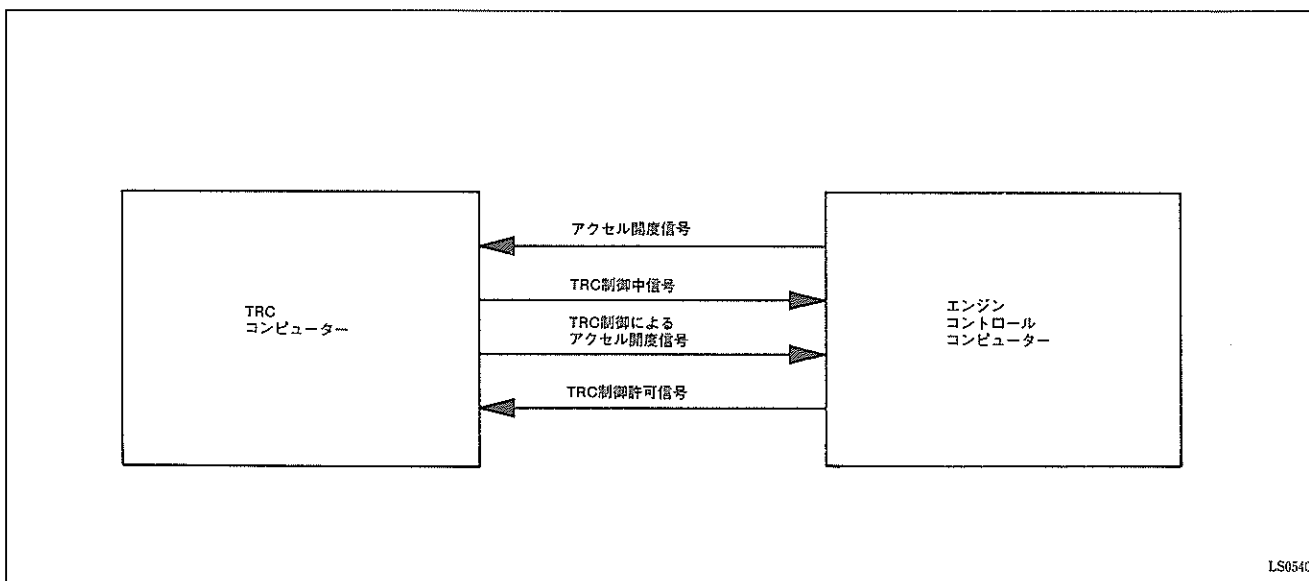 アクセル開度信号
TRC制御中信号
TRC
コンピューター
TRC制御による
アクセル開度信号
エンジン
コントロール
コンピューター
TRC制御許可信号